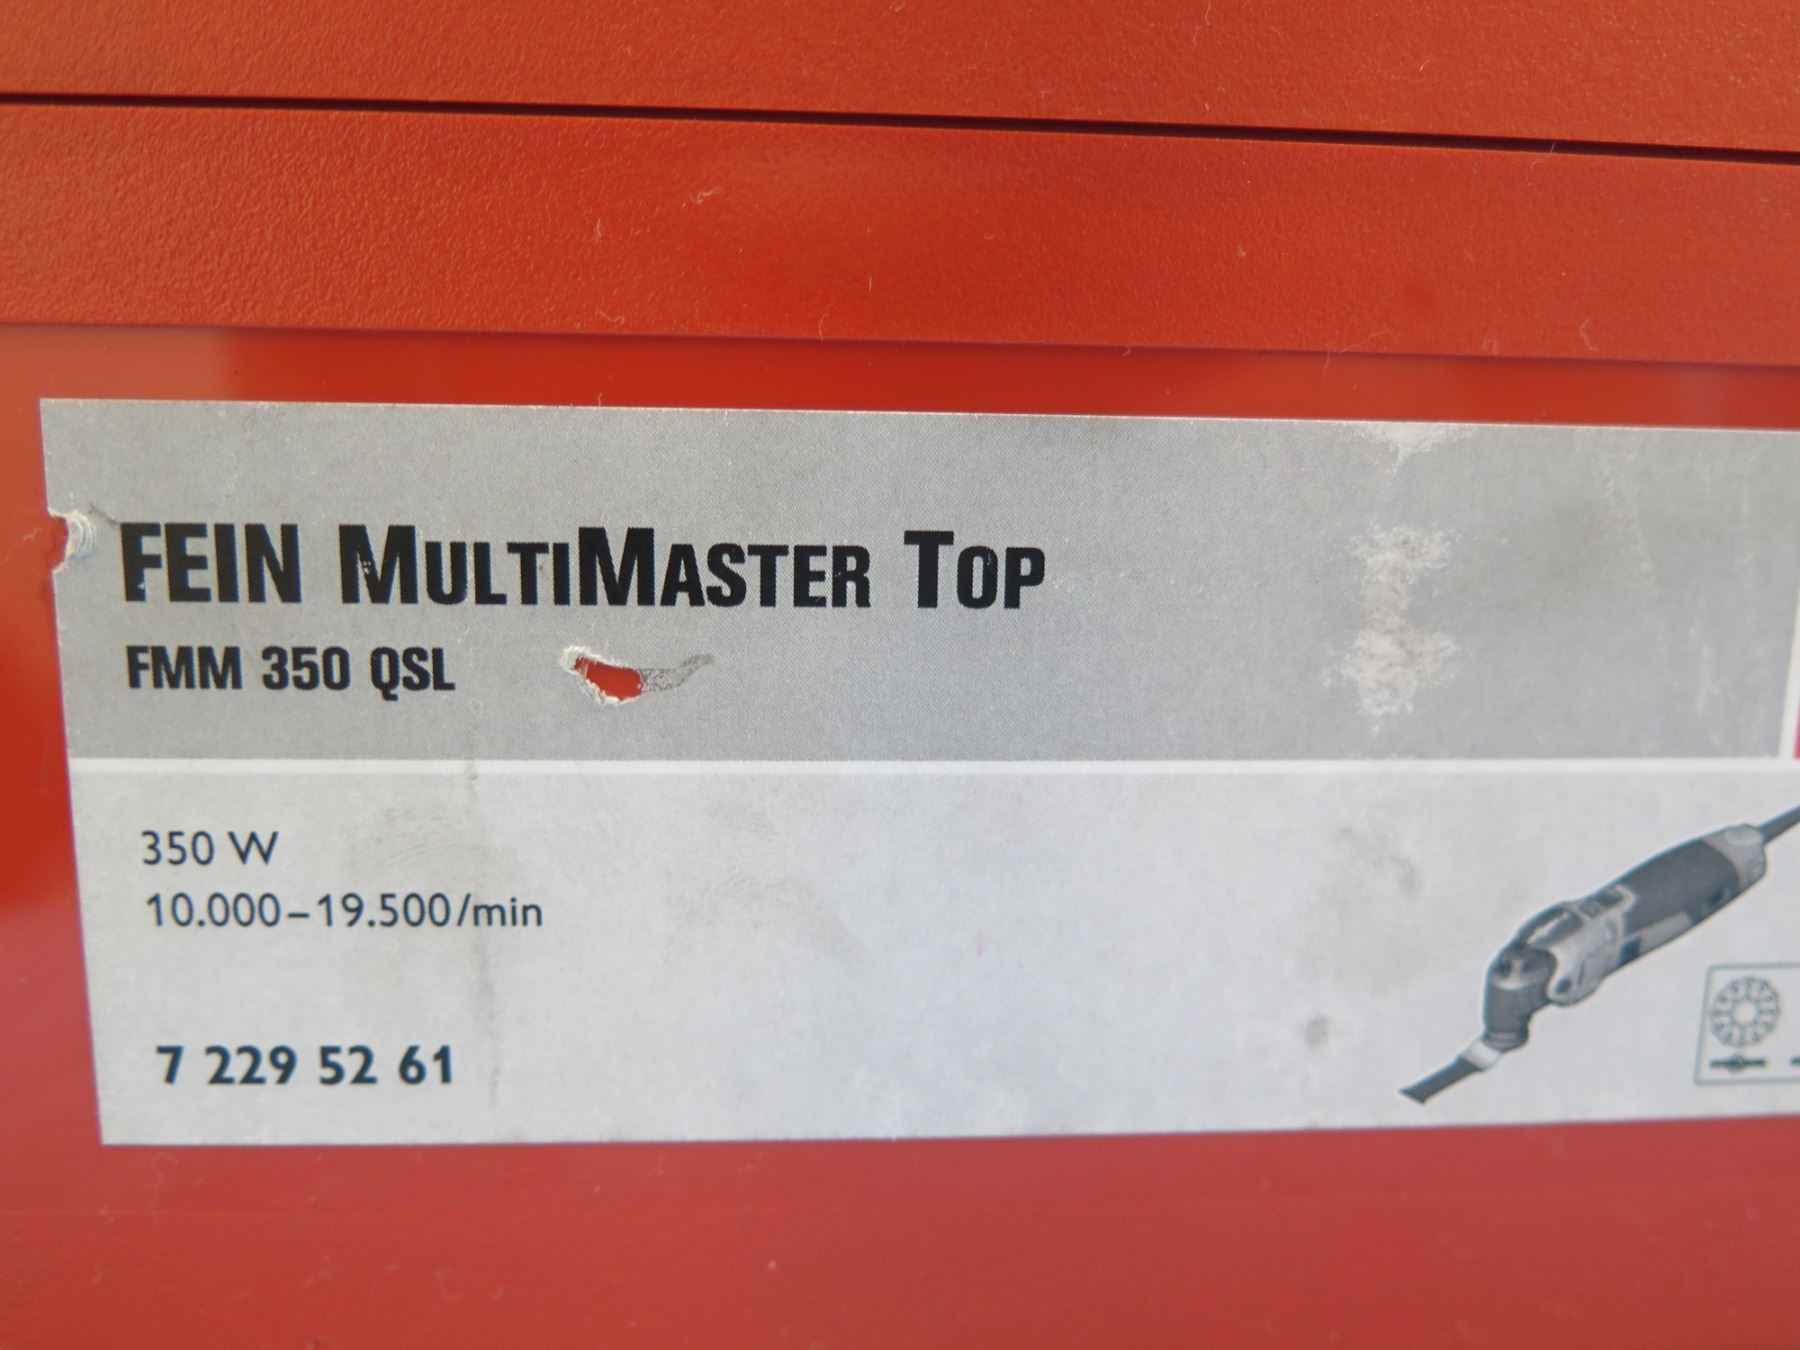 FEIN MULTIMASTER TOP
FMM 350 QSL
350 W
10.000–19.500/min
7 229 52 61